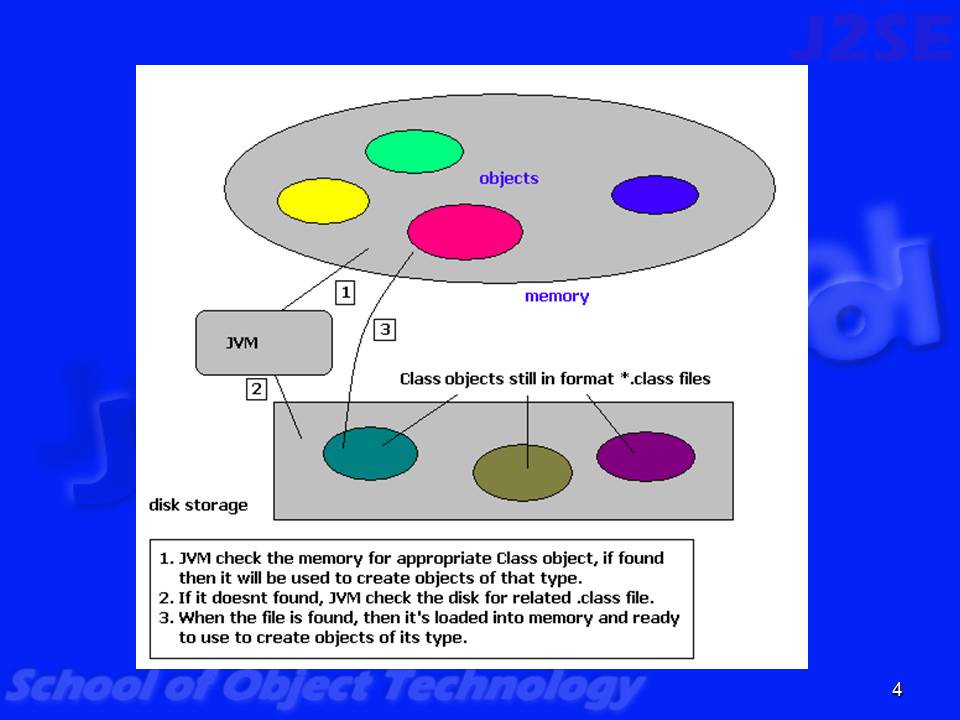 J2SE
objects
memory
1
3
JVM
2
Class objects still in format *.class files
disk storage
1. JVM check the memory for appropriate Class object, if found
then it will be used to create objects of that type.
2. If it doesnt found, JVM check the disk for related .class file.
3. When the file is found, then it's loaded into memory and ready
to use to create objects of its type.
School of Object Technology
4